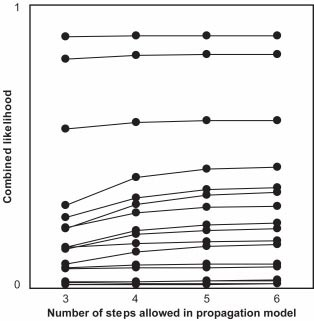 1
Combined likelihood
0
3 4 5 6
Number of steps allowed in propagation model